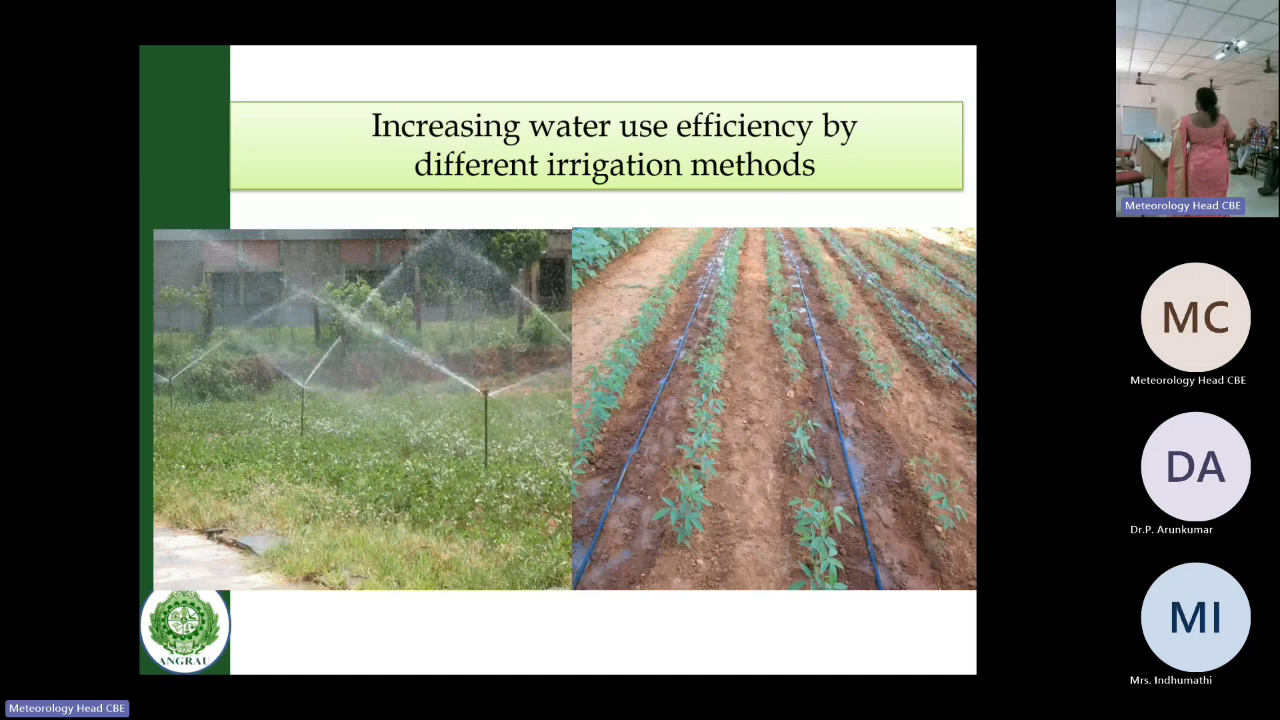 Increasing water use efficiency by
different irrigation methods
ANGRAU
Meteorology Head CBE
MC
Meteorology Head CBE
DA
Dr.P. Arunkumar
MI
Mrs. Indhumathi
Meteorology Head CBE